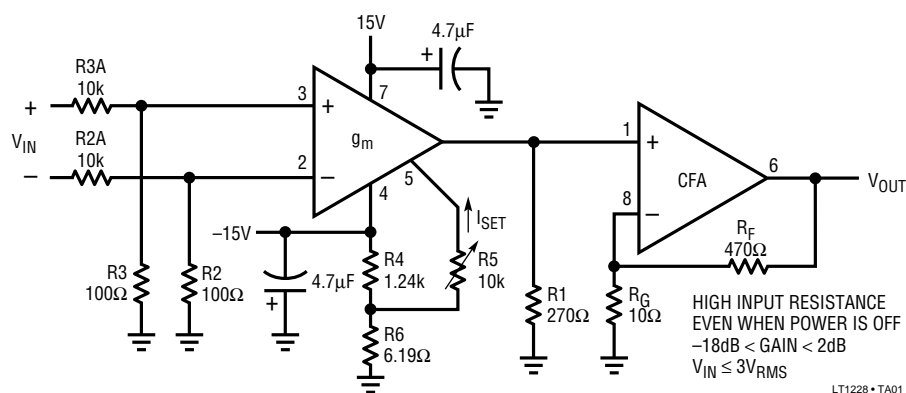 15V
4.7µF
+
R3A
10k
+
3
+
7
V_IN
R2A
10k
–
2
–
g_m
4
5
1
+
CFA
6
V_OUT
8
–
–15V
I_SET
R_F
470Ω
R3
100Ω
R2
100Ω
4.7µF
+
R4
1.24k
R5
10k
R6
6.19Ω
R1
270Ω
R_G
10Ω
HIGH INPUT RESISTANCE
EVEN WHEN POWER IS OFF
–18dB < GAIN < 2dB
V_IN ≤ 3V_RMS
LT1228 • TA01